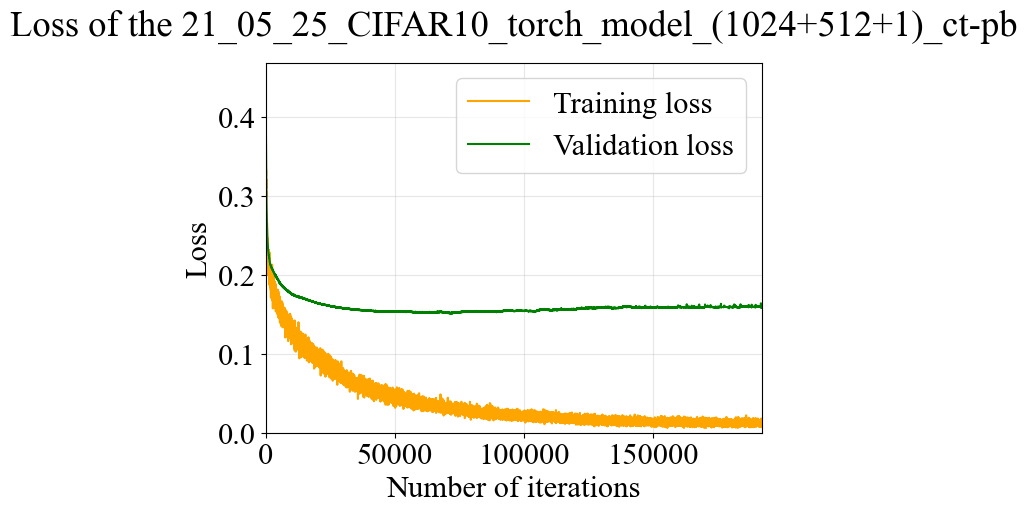 Loss of the 21_05_25_CIFAR10_torch_model_(1024+512+1)_ct-pb
Training loss
Validation loss
Loss
0.4
0.3
0.2
0.1
0.0
0
50000
100000
150000
Number of iterations